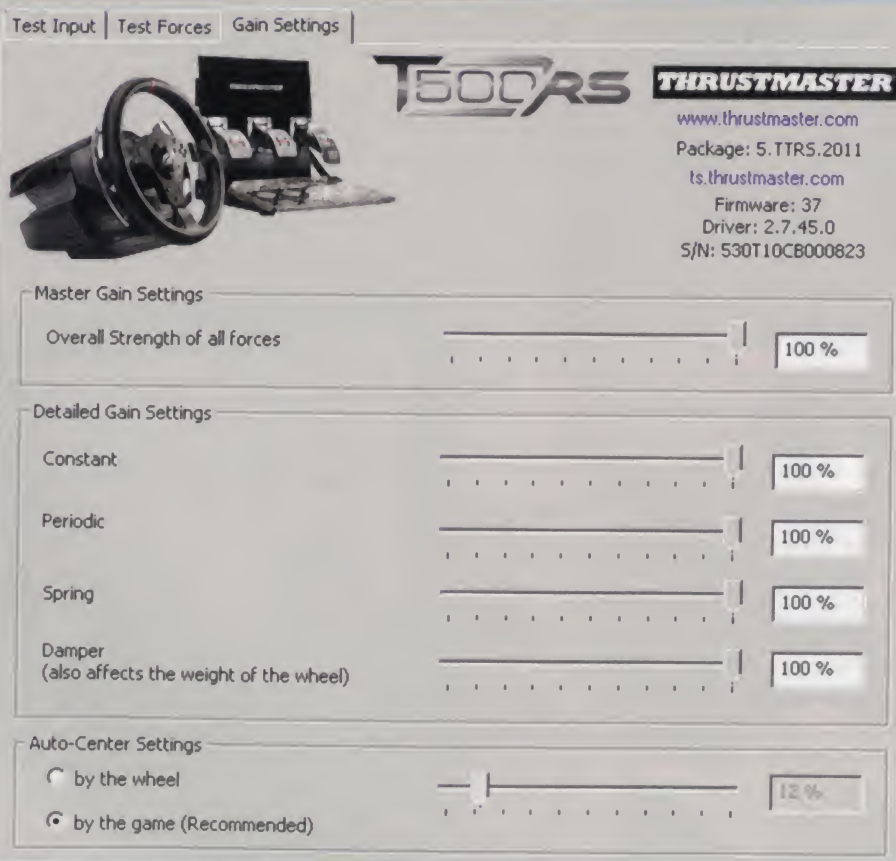 Test Input
Test Forces
Gain Settings
T500RS
THRUSTMASTER
www.thrustmaster.com
Package: 5.TTRS.2011
ts.thrustmaster.com
Firmware: 37
Driver: 2.7.45.0
S/N: 530T10CB000823
Master Gain Settings
Overall Strength of all forces
100 %
Detailed Gain Settings
Constant
100 %
Periodic
100 %
Spring
100 %
Damper
(also affects the weight of the wheel)
100 %
Auto-Center Settings
by the wheel
12 %
by the game (Recommended)